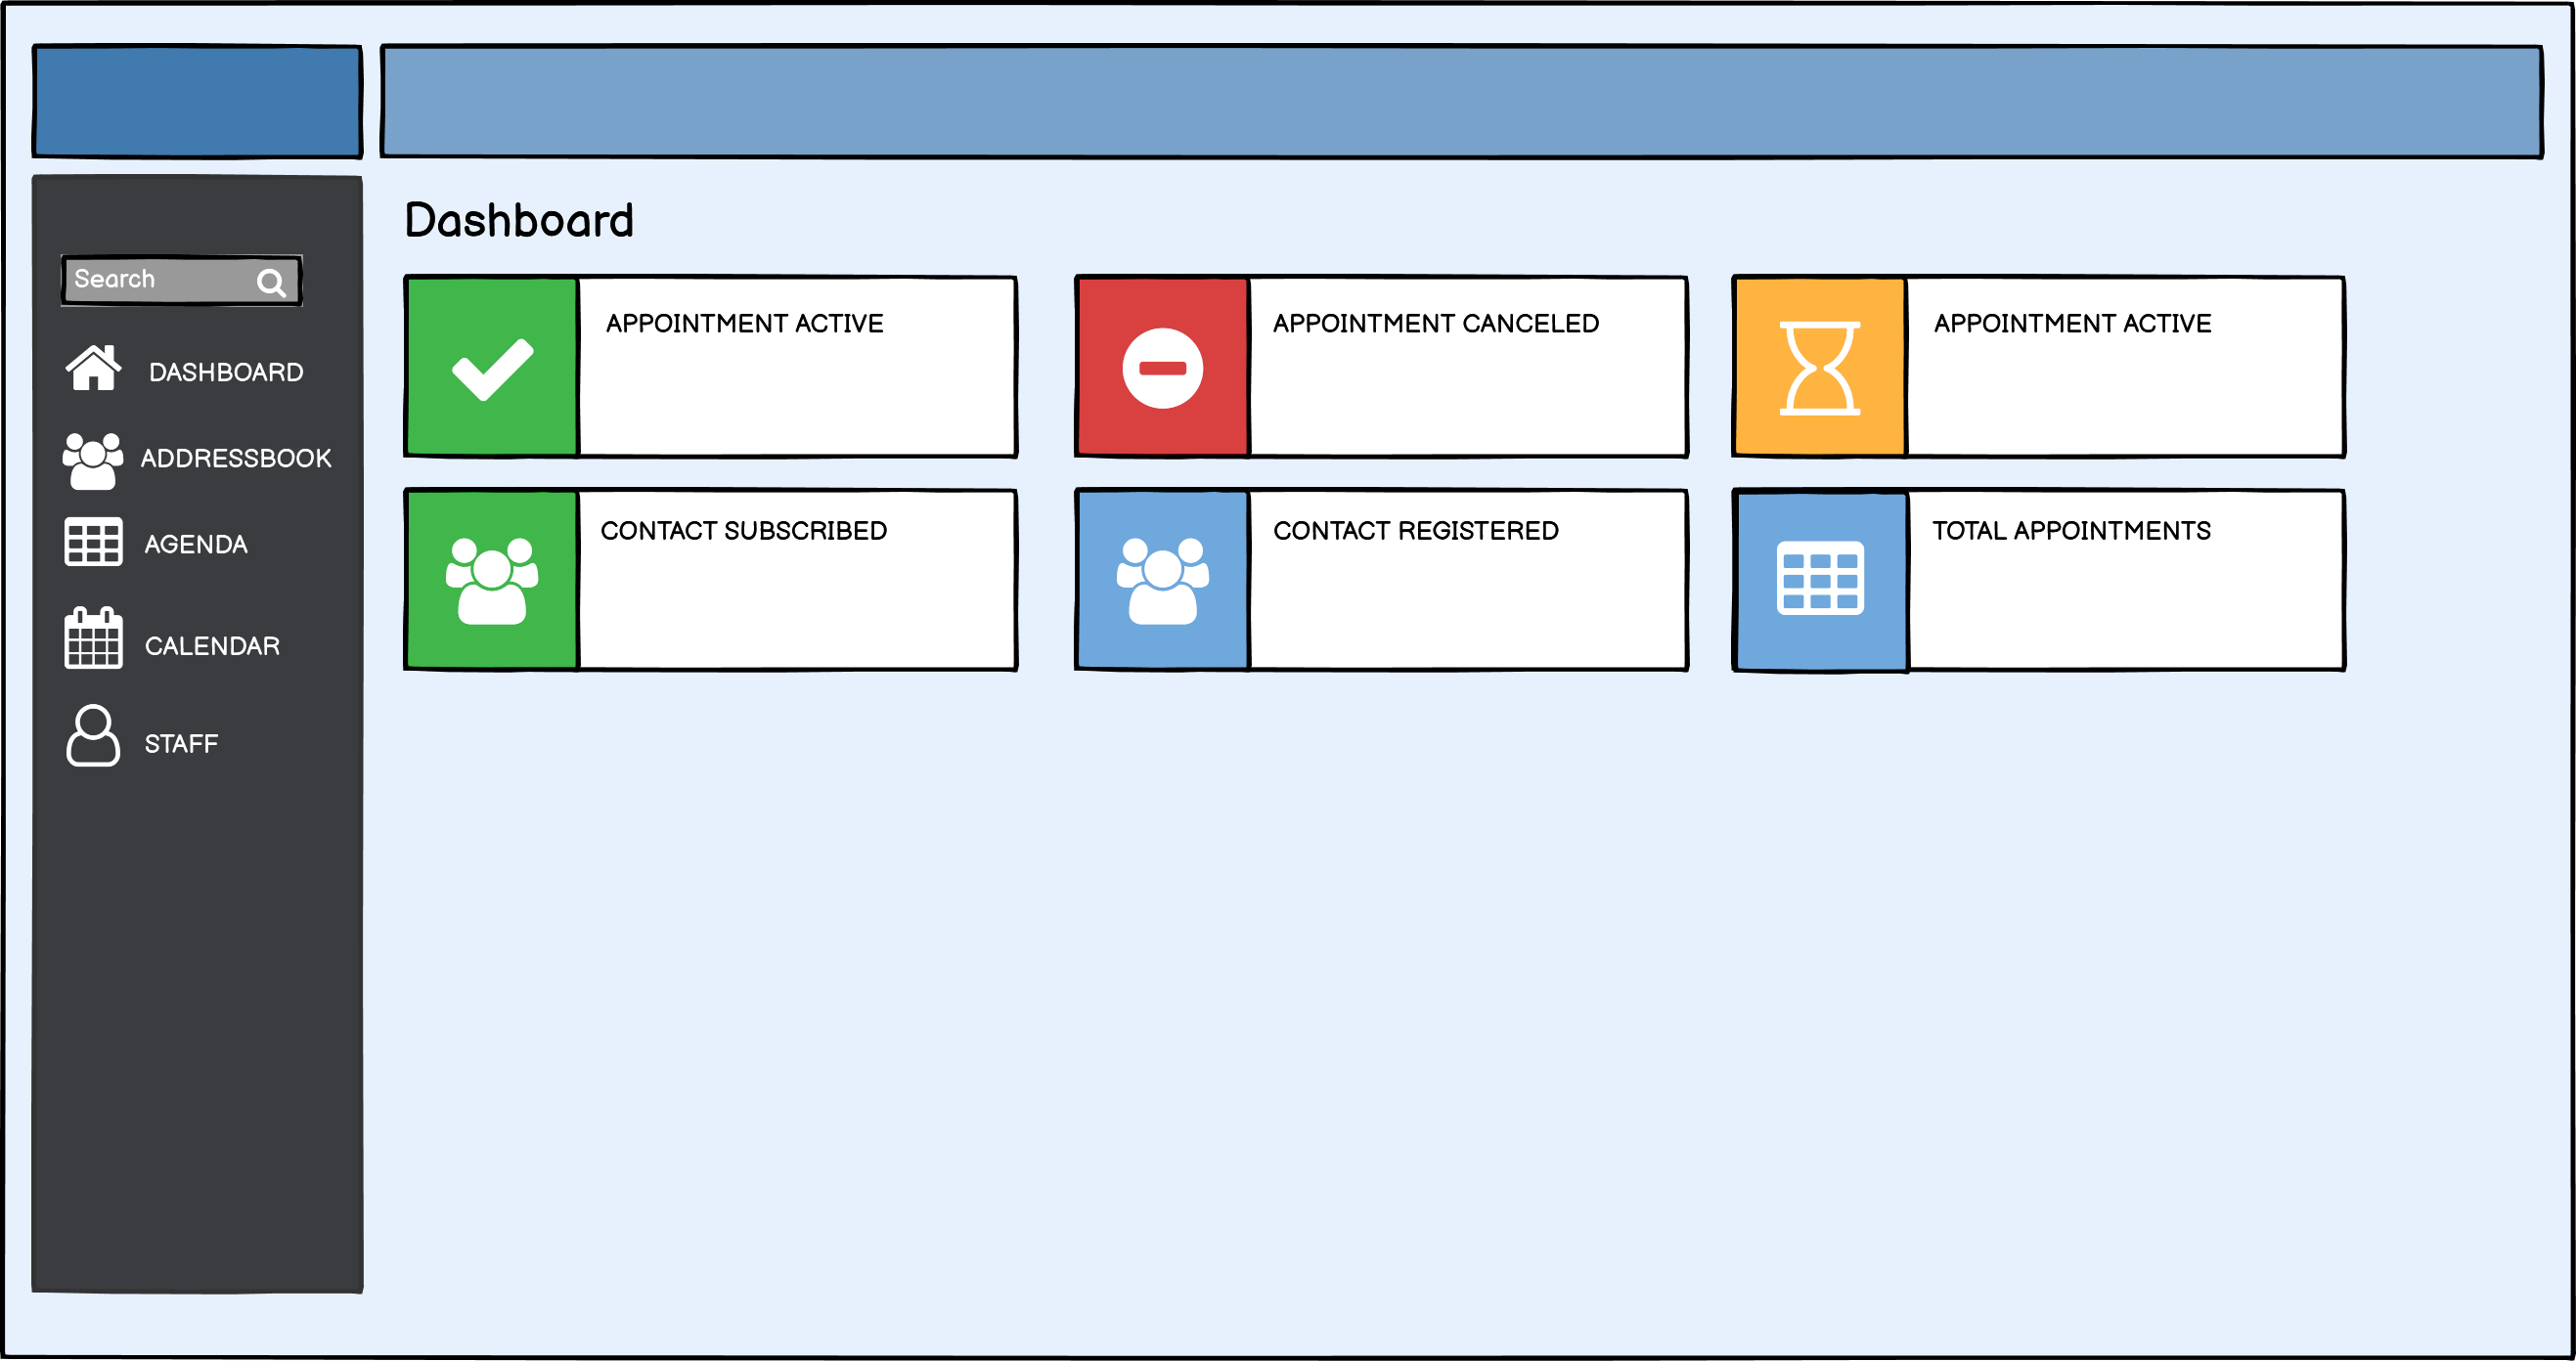 Dashboard
Search
DASHBOARD
ADDRESSBOOK
AGENDA
CALENDAR
STAFF
APPOINTMENT ACTIVE
APPOINTMENT CANCELED
APPOINTMENT ACTIVE
CONTACT SUBSCRIBED
CONTACT REGISTERED
TOTAL APPOINTMENTS